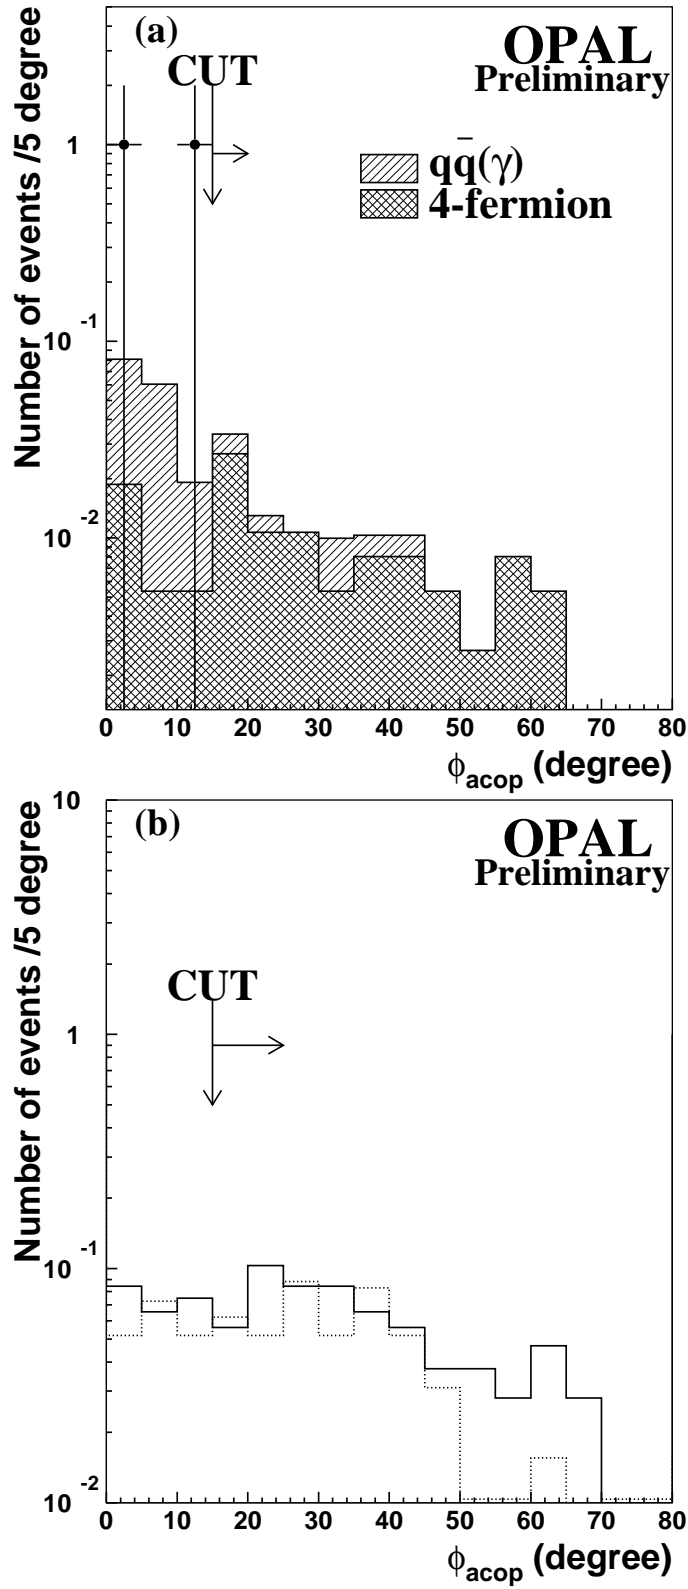 (a)
OPAL
Preliminary
CUT
qq̄(γ)
4-fermion
Number of events /5 degree
1
10 -1
10 -2
0 10 20 30 40 50 60 70 80
ϕacop (degree)
(b)
OPAL
Preliminary
CUT
Number of events /5 degree
10
1
10 -1
10 -2
0 10 20 30 40 50 60 70 80
ϕacop (degree)